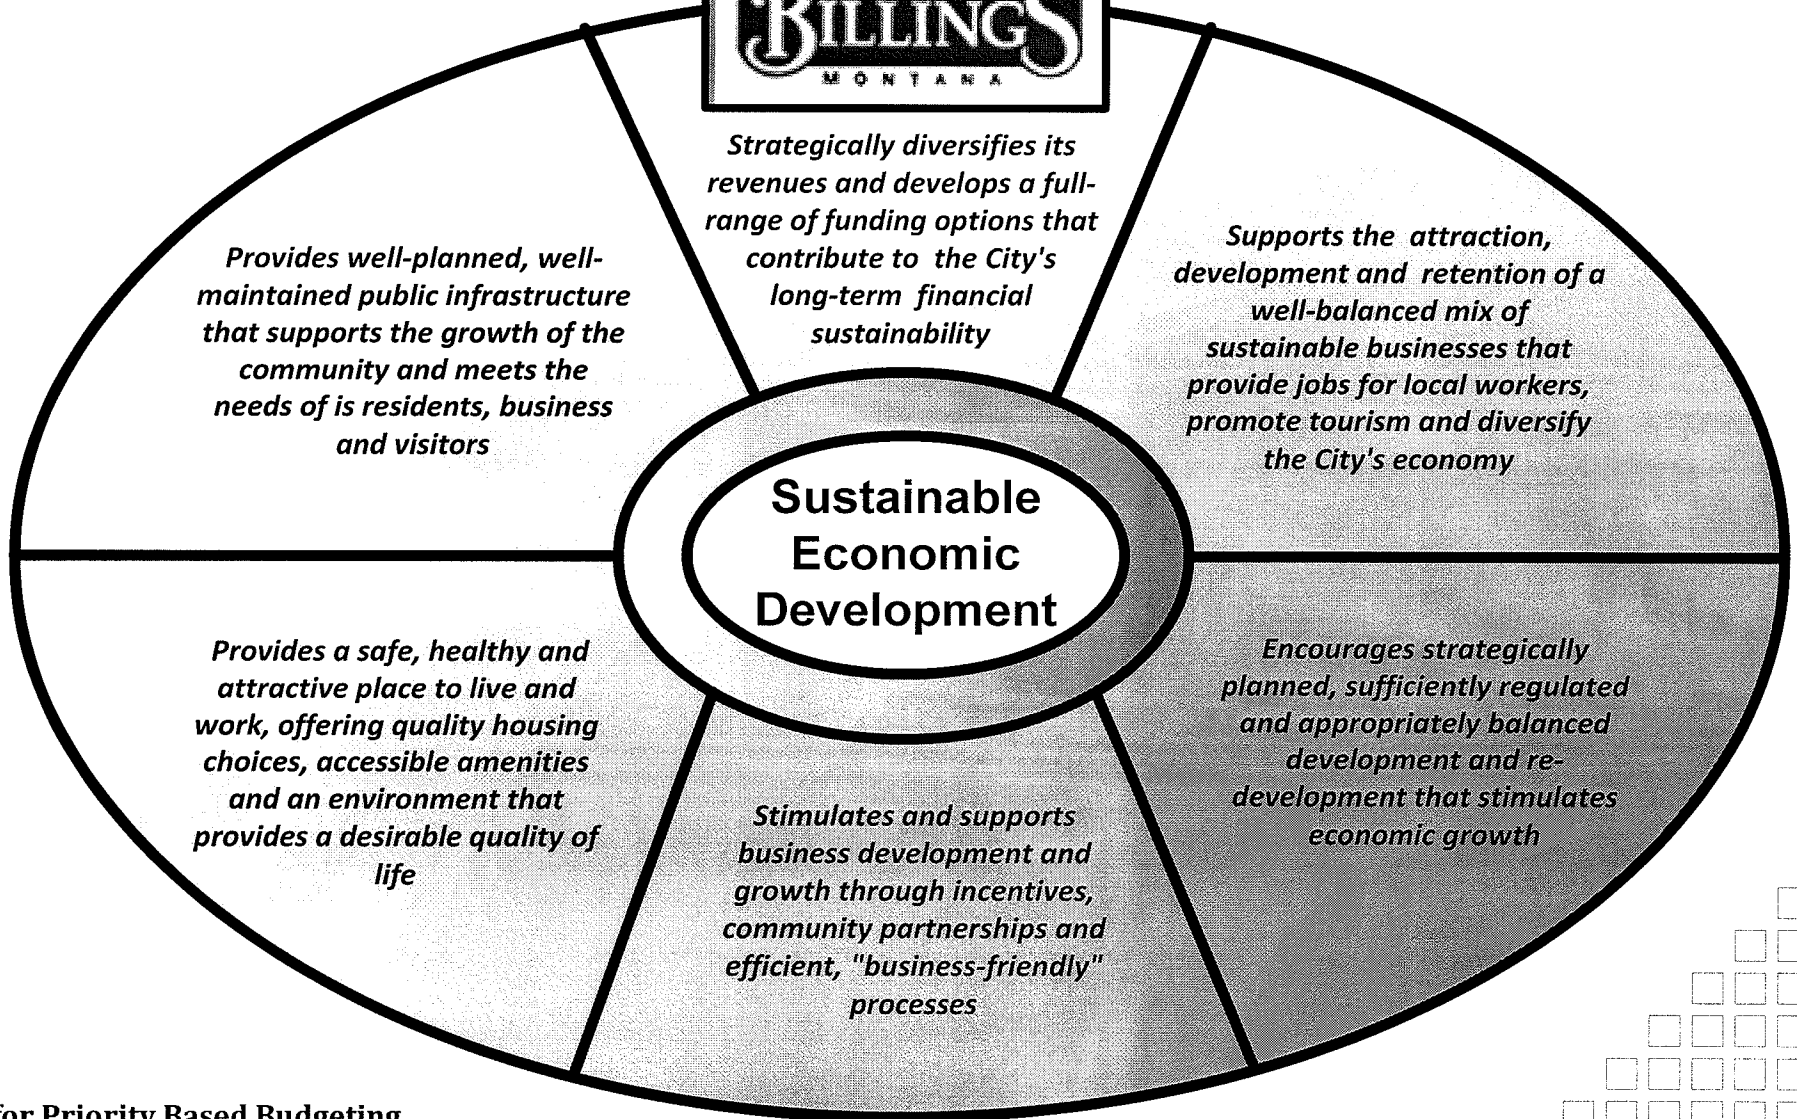 BILLINGS
MONTANA
Strategically diversifies its
revenues and develops a full-
range of funding options that
contribute to the City's
long-term financial
sustainability
Supports the attraction,
development and retention of a
well-balanced mix of
sustainable businesses that
provide jobs for local workers,
promote tourism and diversify
the City's economy
Encourages strategically
planned, sufficiently regulated
and appropriately balanced
development and re-
development that stimulates
economic growth
Stimulates and supports
business development and
growth through incentives,
community partnerships and
efficient, "business-friendly"
processes
Provides a safe, healthy and
attractive place to live and
work, offering quality housing
choices, accessible amenities
and an environment that
provides a desirable quality of
life
Provides well-planned, well-
maintained public infrastructure
that supports the growth of the
community and meets the
needs of is residents, business
and visitors
Sustainable
Economic
Development
for Priority Based Budgeting